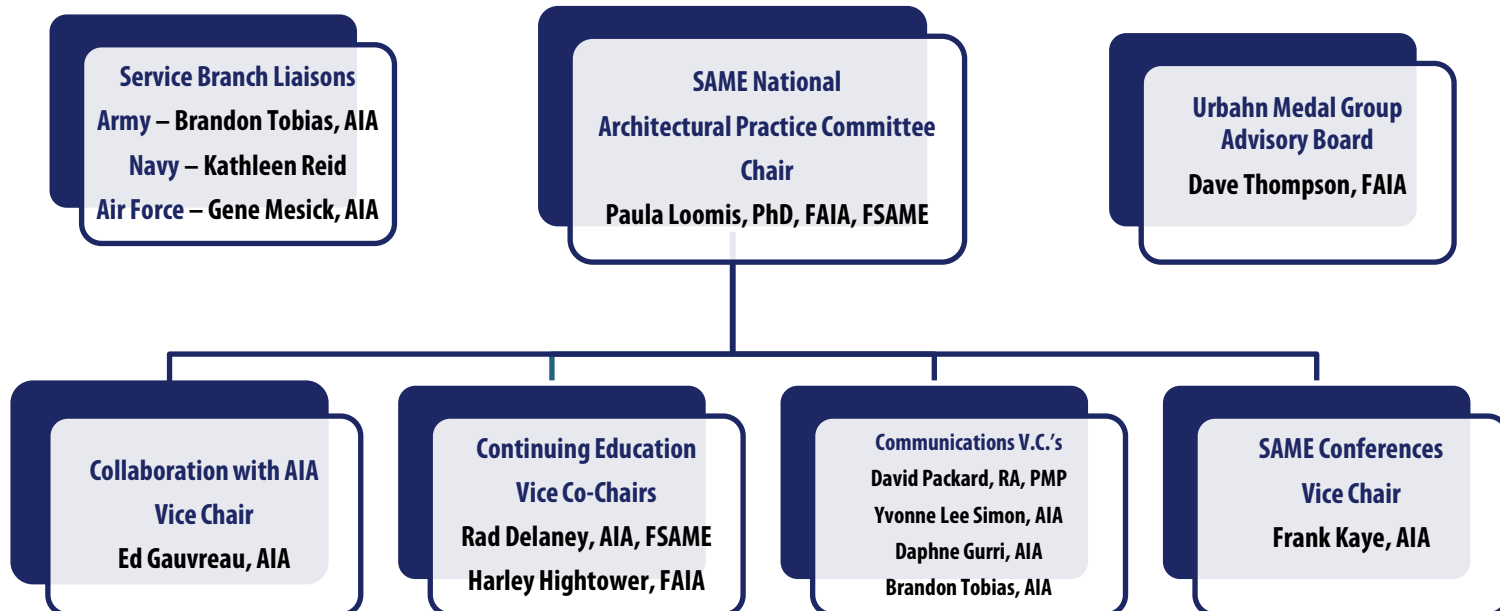 Service Branch Liaisons
Army – Brandon Tobias, AIA
Navy – Kathleen Reid
Air Force – Gene Mesick, AIA
SAME National
Architectural Practice Committee
Chair
Paula Loomis, PhD, FAIA, FSAME
Urbahn Medal Group
Advisory Board
Dave Thompson, FAIA
Collaboration with AIA
Vice Chair
Ed Gauvreau, AIA
Continuing Education
Vice Co-Chairs
Rad Delaney, AIA, FSAME
Harley Hightower, FAIA
Communications V.C.’s
David Packard, RA, PMP
Yvonne Lee Simon, AIA
Daphne Gurri, AIA
Brandon Tobias, AIA
SAME Conferences
Vice Chair
Frank Kaye, AIA